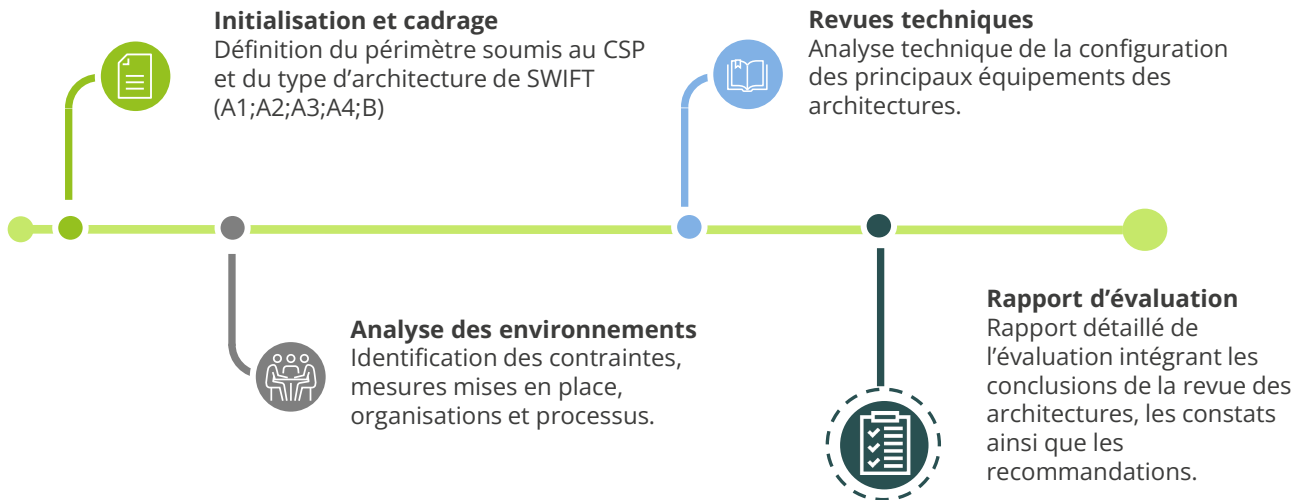 Initialisation et cadrage
Définition du périmètre soumis au CSP
et du type d’architecture de SWIFT
(A1;A2;A3;A4;B)
Analyse des environnements
Identification des contraintes,
mesures mises en place,
organisations et processus.
Revues techniques
Analyse technique de la configuration
des principaux équipements des
architectures.
Rapport d’évaluation
Rapport détaillé de
l’évaluation intégrant les
conclusions de la revue des
architectures, les constats
ainsi que les
recommandations.